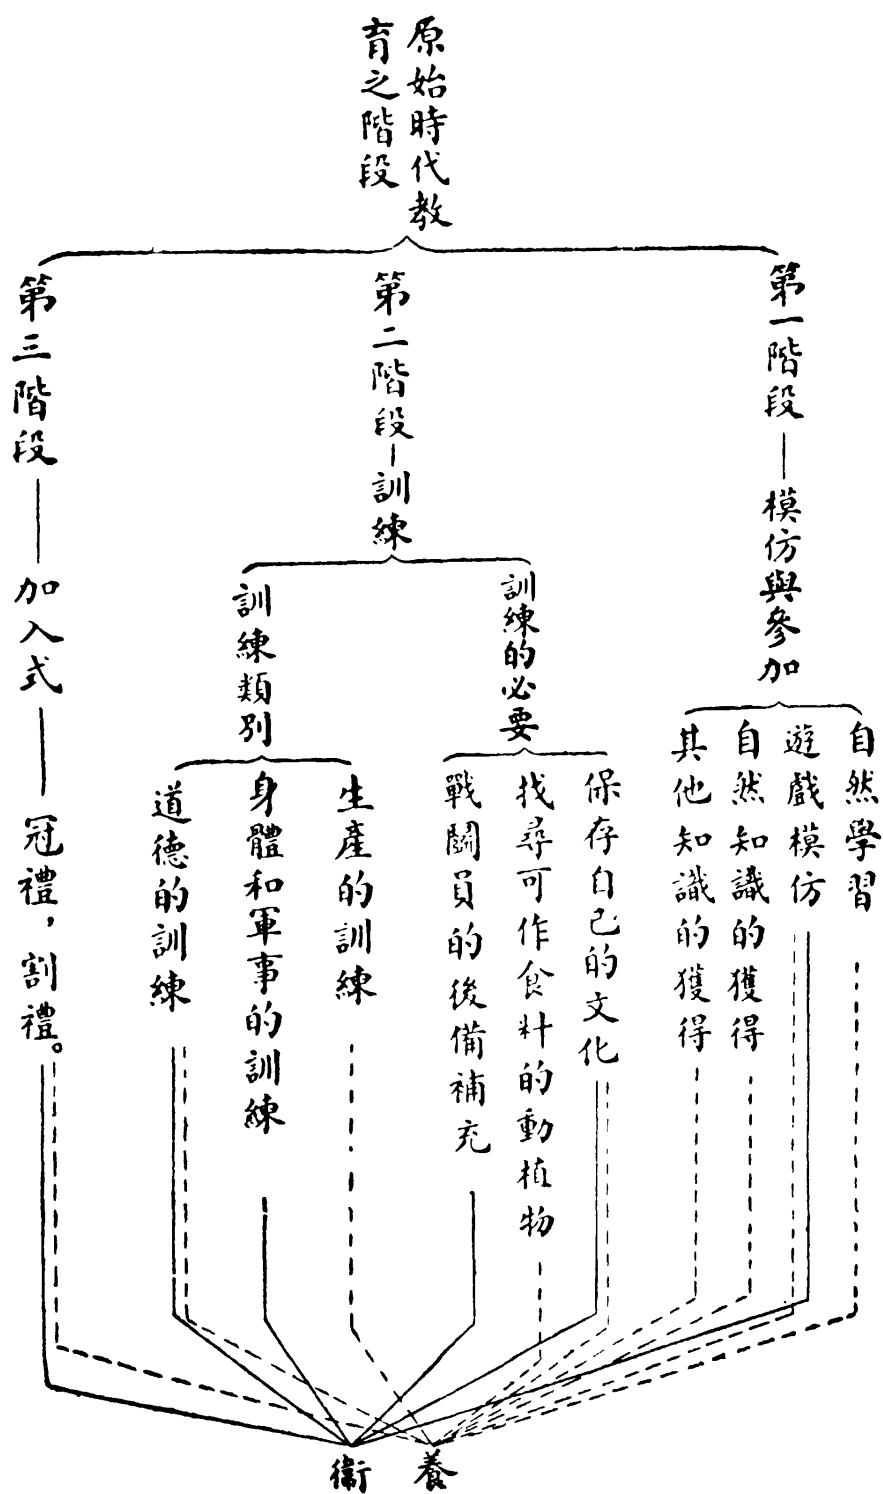 原始時代教
育之階段
第一階段
模仿與參加
自然學習
遊戲模仿
自然知識的獲得
其他知識的獲得
第二階段
訓練
訓練的必要
保存自己的文化
找尋可作食料的動植物
戰鬪員的後備補充
訓練類別
生產的訓練
身體和軍事的訓練
道德的訓練
第三階段
加入式
冠禮，割禮。
養
衞